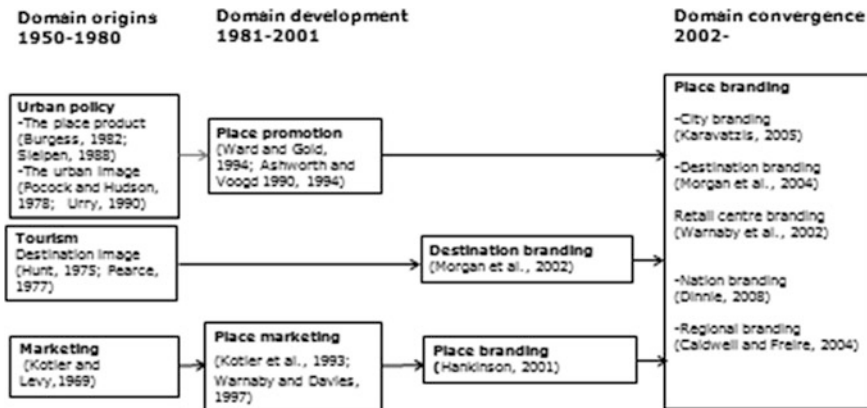 Domain origins
1950-1980
Domain development
1981-2001
Domain convergence
2002-
Urban policy
-The place product
(Burgess, 1982;
Sleipen, 1988)
-The urban image
(Pocock and Hudson,
1978; Urry, 1990)
Place promotion
(Ward and Gold,
1994; Ashworth and
Voogd 1990, 1994)
Tourism
Destination image
(Hunt, 1975; Pearce,
1977)
Destination branding
(Morgan et al., 2002)
Marketing
(Kotler and
Levy,1969)
Place marketing
(Kotler et al., 1993;
Warnaby and Davies,
1997)
Place branding
(Hankinson, 2001)
Place branding
-City branding
(Karavatzis, 2005)
-Destination branding
(Morgan et al., 2004)
Retail centre branding
(Warnaby et al., 2002)
-Nation branding
(Dinnie, 2008)
-Regional branding
(Caldwell and Freire, 2004)